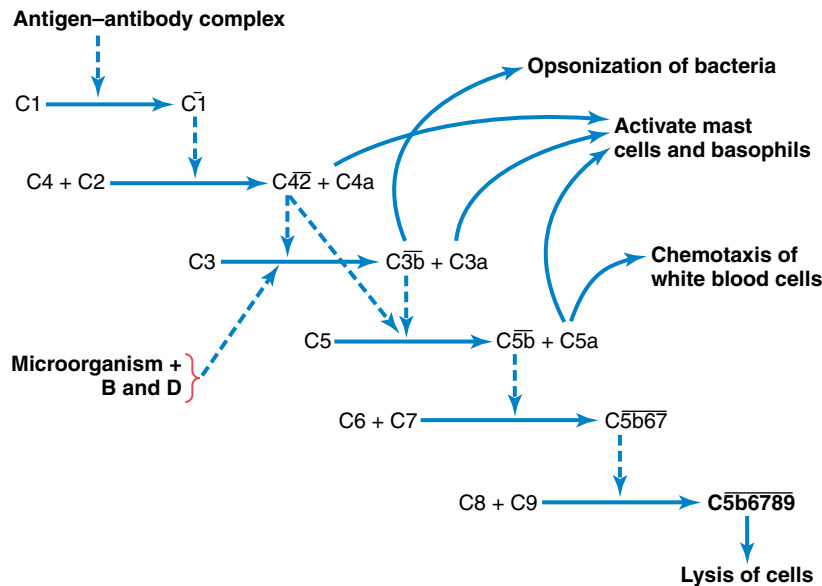 Antigen–antibody complex
Opsonization of bacteria
C1 C1̅
Activate mast
cells and basophils
C4 + C2 C4̅2̅ + C4a
C3 C3̅b̅ + C3a
Chemotaxis of
white blood cells
C5 C5̅b̅ + C5a
Microorganism +
B and D
C6 + C7 C5̅b̅6̅7̅
C8 + C9 C5̅b̅6̅7̅8̅9̅
Lysis of cells